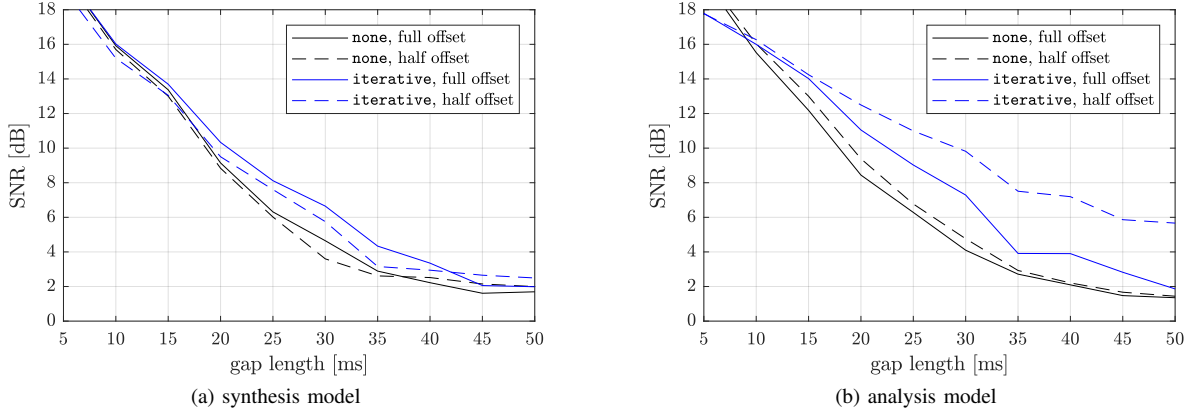 18
16
14
12
10
8
6
4
2
0
SNR [dB]
none, full offset
none, half offset
iterative, full offset
iterative, half offset
5 10 15 20 25 30 35 40 45 50
gap length [ms]
(a) synthesis model
18
16
14
12
10
8
6
4
2
0
SNR [dB]
none, full offset
none, half offset
iterative, full offset
iterative, half offset
5 10 15 20 25 30 35 40 45 50
gap length [ms]
(b) analysis model